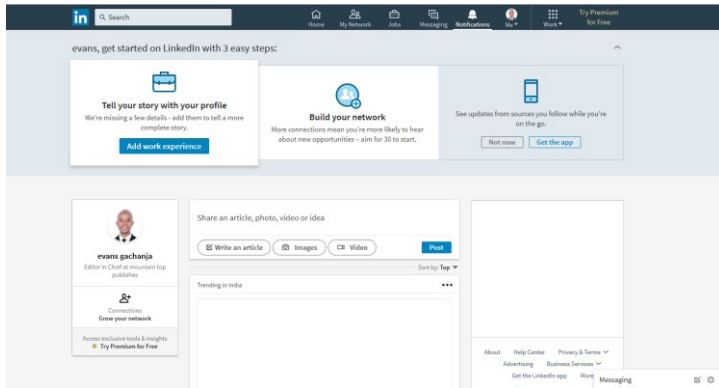 in
Search
Home
My Network
Jobs
Messaging
Notifications
Me
Work
Try Premium
for Free
evans, get started on LinkedIn with 3 easy steps:
Tell your story with your profile
We're missing a few details - add them to tell a more
complete story.
Add work experience
Build your network
More connections mean you're more likely to hear
about new opportunities - aim for 30 to start.
See updates from sources you follow while you're
on the go.
Not now
Get the app
evans gachanja
Editor in Chief at mountain top
publishes
Connections
Grow your network
Access exclusive tools & insights
Try Premium for Free
Share an article, photo, video or idea
Write an article
Images
Video
Post
Sort by: Top
Trending in India
About Help Center Privacy & Terms
Advertising Business Services
Get the LinkedIn app More
Messaging